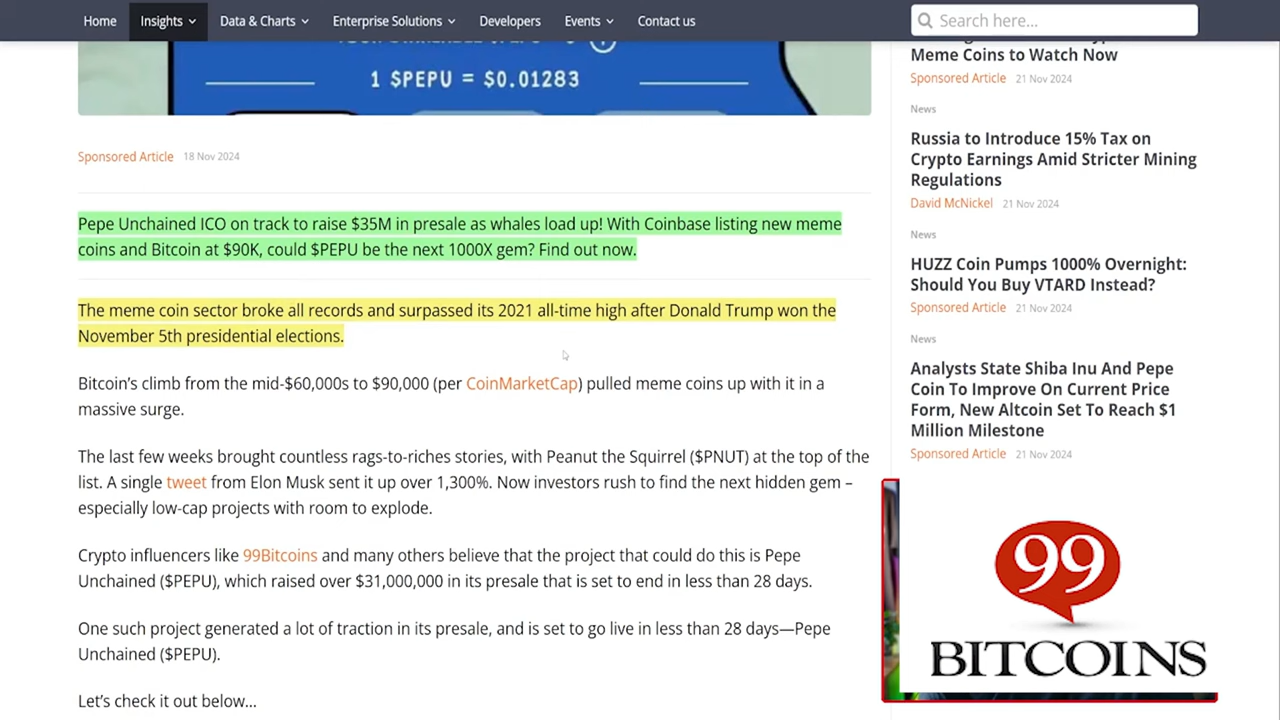 Home Insights Data & Charts Enterprise Solutions Developers Events Contact us Search here...
1 $PEPU = $0.01283
Sponsored Article 18 Nov 2024
Pepe Unchained ICO on track to raise $35M in presale as whales load up! With Coinbase listing new meme
coins and Bitcoin at $90K, could $PEPU be the next 1000X gem? Find out now.
The meme coin sector broke all records and surpassed its 2021 all-time high after Donald Trump won the
November 5th presidential elections.
Bitcoin’s climb from the mid-$60,000s to $90,000 (per CoinMarketCap) pulled meme coins up with it in a
massive surge.
The last few weeks brought countless rags-to-riches stories, with Peanut the Squirrel ($PNUT) at the top of the
list. A single tweet from Elon Musk sent it up over 1,300%. Now investors rush to find the next hidden gem –
especially low-cap projects with room to explode.
Crypto influencers like 99Bitcoins and many others believe that the project that could do this is Pepe
Unchained ($PEPU), which raised over $31,000,000 in its presale that is set to end in less than 28 days.
One such project generated a lot of traction in its presale, and is set to go live in less than 28 days—Pepe
Unchained ($PEPU).
Let’s check it out below...
Meme Coins to Watch Now
Sponsored Article 21 Nov 2024
News
Russia to Introduce 15% Tax on
Crypto Earnings Amid Stricter Mining
Regulations
David McNickel 21 Nov 2024
News
HUZZ Coin Pumps 1000% Overnight:
Should You Buy VTARD Instead?
Sponsored Article 21 Nov 2024
News
Analysts State Shiba Inu And Pepe
Coin To Improve On Current Price
Form, New Altcoin Set To Reach $1
Million Milestone
Sponsored Article 21 Nov 2024
99
BITCOINS